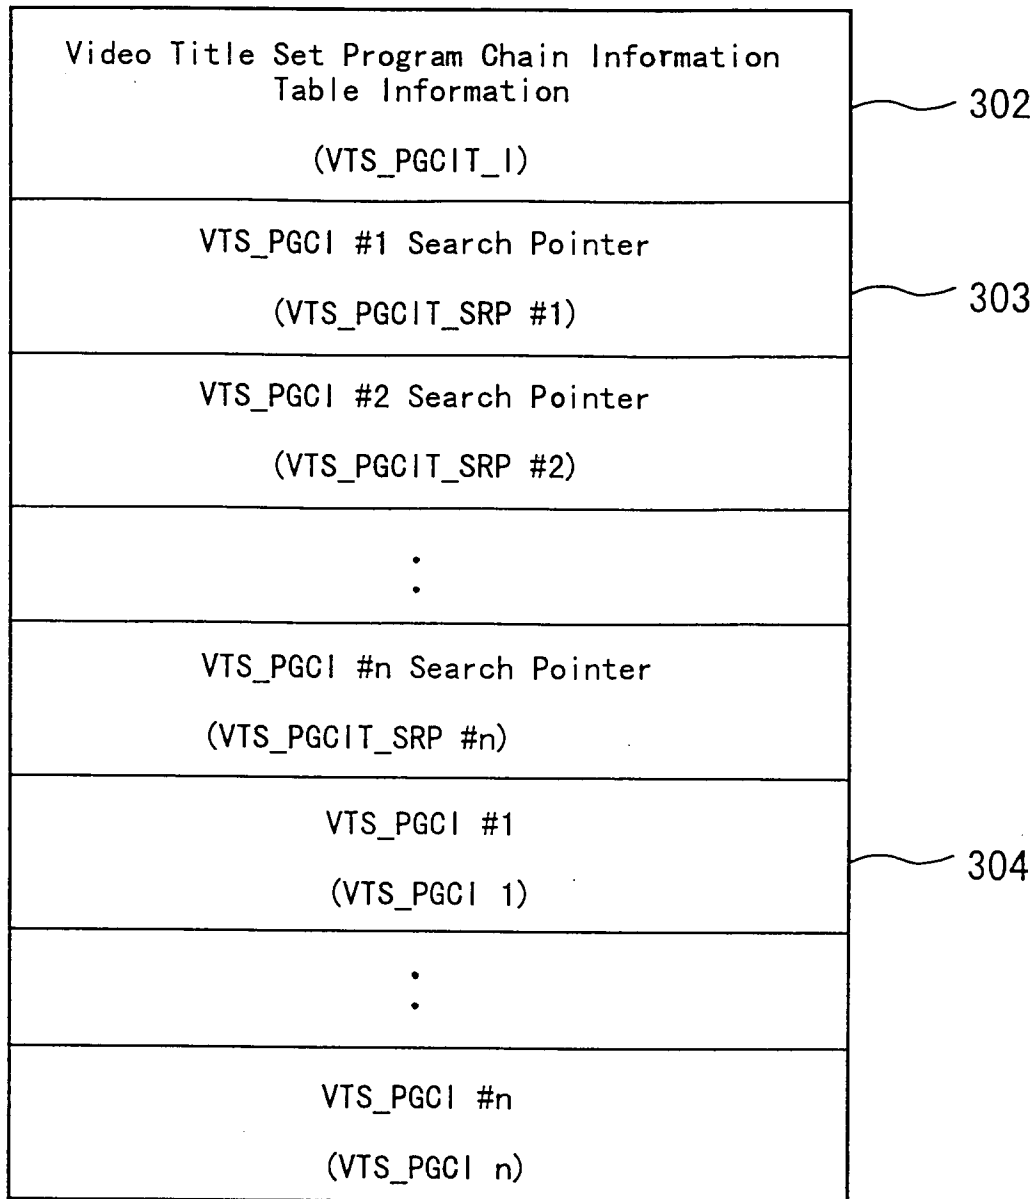 Video Title Set Program Chain Information
Table Information
(VTS_PGCIT_I)
302
VTS_PGCI #1 Search Pointer
(VTS_PGCIT_SRP #1)
303
VTS_PGCI #2 Search Pointer
(VTS_PGCIT_SRP #2)
:
VTS_PGCI #n Search Pointer
(VTS_PGCIT_SRP #n)
VTS_PGCI #1
(VTS_PGCI 1)
304
:
VTS_PGCI #n
(VTS_PGCI n)